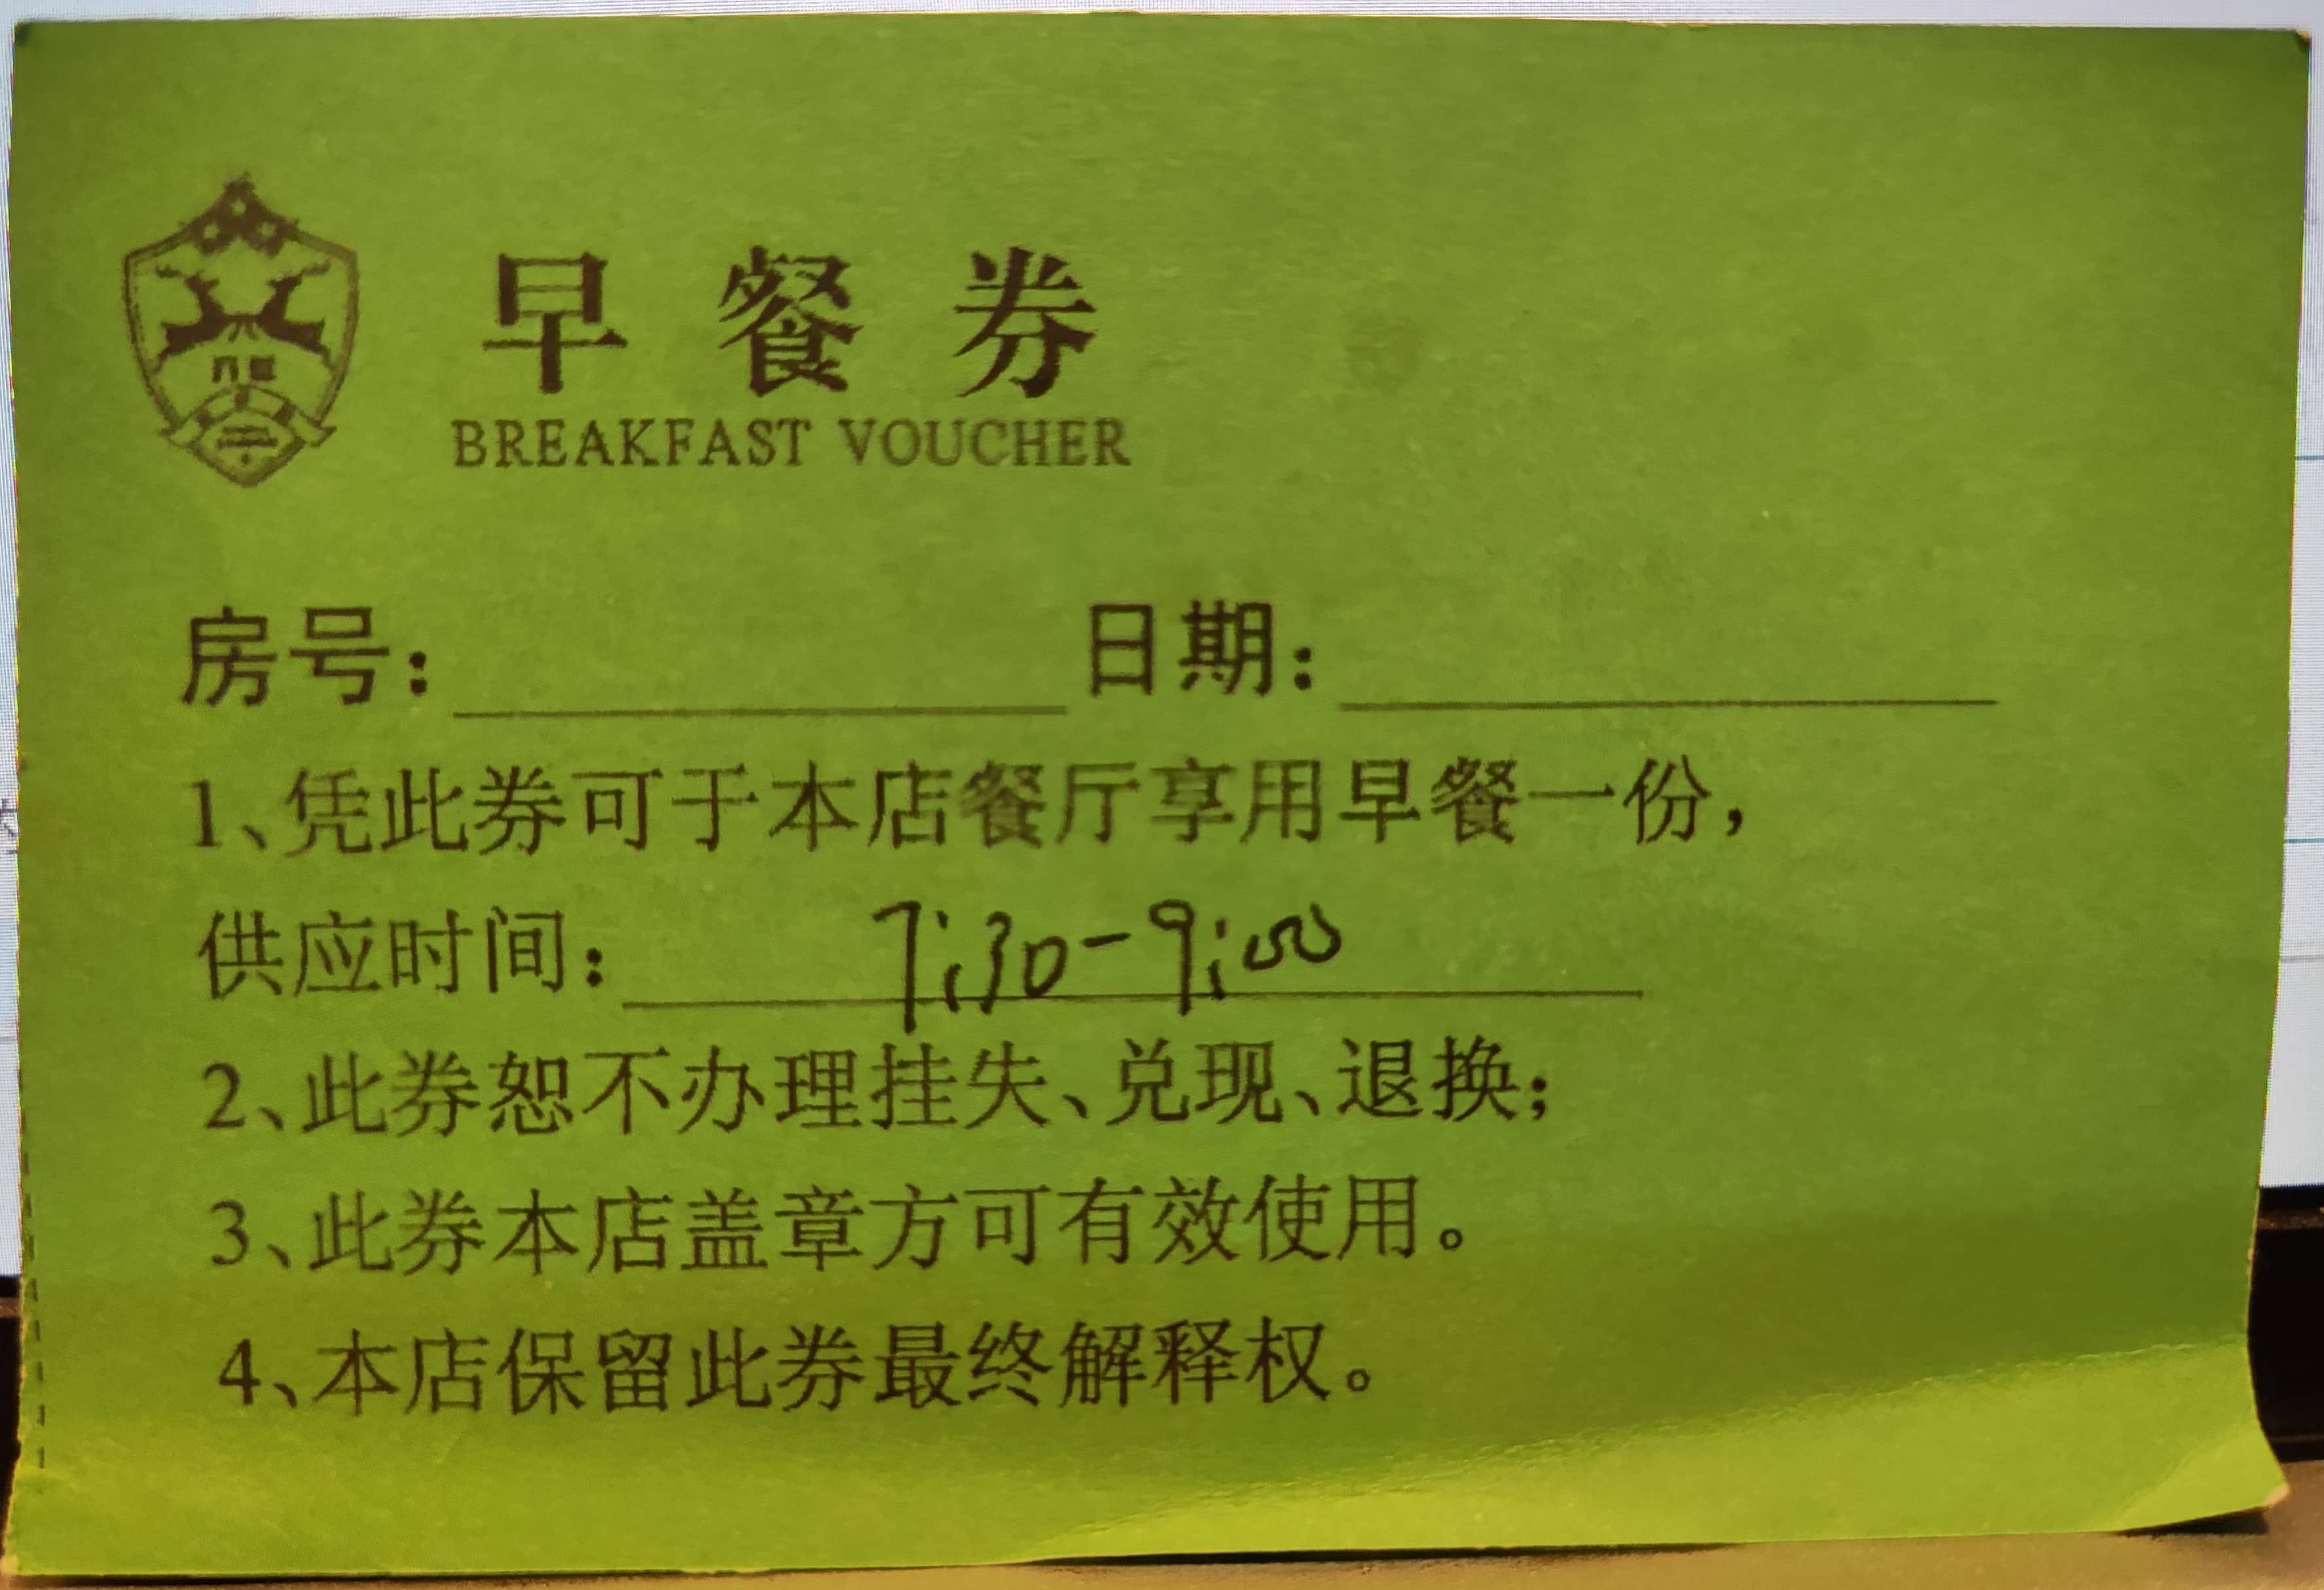 早餐券
BREAKFAST VOUCHER
房号： 日期：
1、凭此券可于本店餐厅享用早餐一份，
供应时间： 7:30-9:00
2、此券恕不办理挂失、兑现、退换；
3、此券本店盖章方可有效使用。
4、本店保留此券最终解释权。